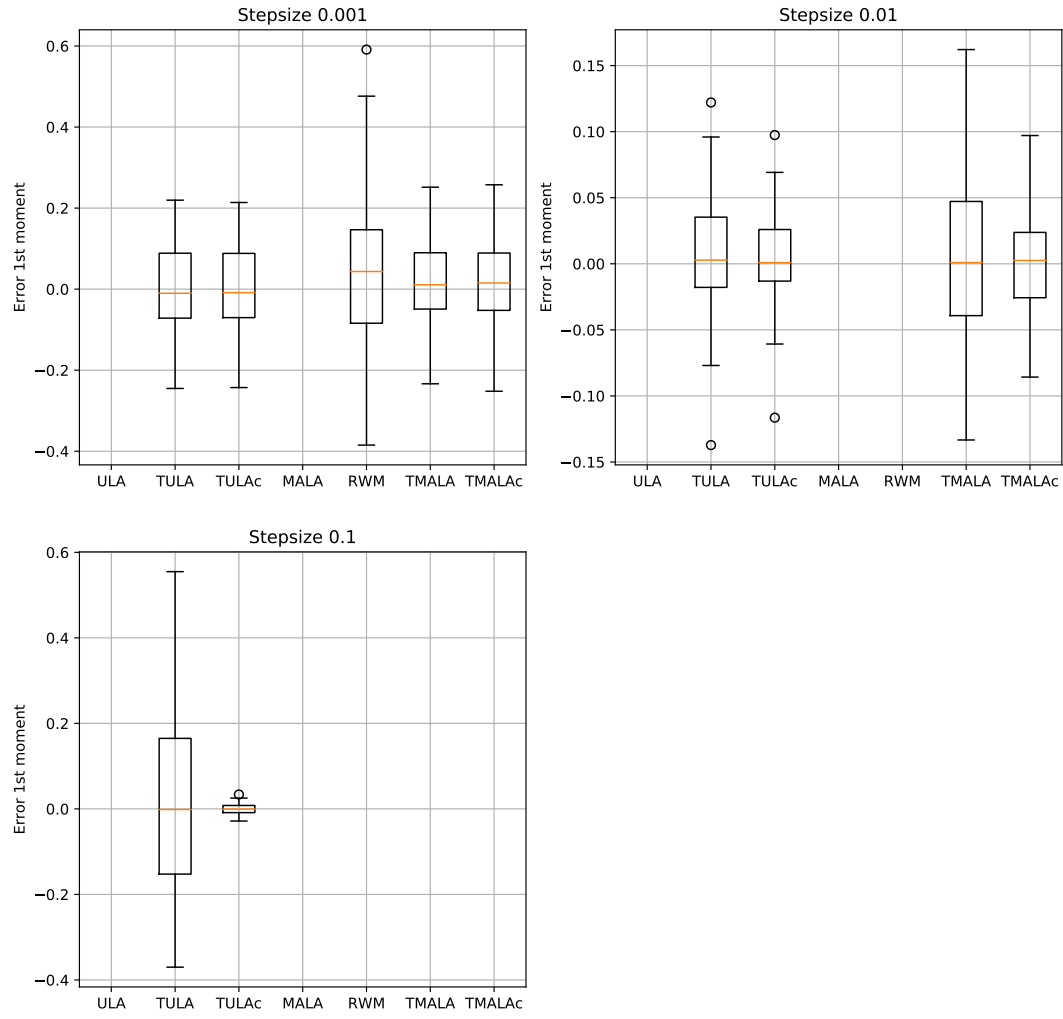 Stepsize 0.001
Error 1st moment
0.6
0.4
0.2
0.0
−0.2
−0.4
ULA TULA TULAc MALA RWM TMALA TMALAc
Stepsize 0.01
Error 1st moment
0.15
0.10
0.05
0.00
−0.05
−0.10
−0.15
ULA TULA TULAc MALA RWM TMALA TMALAc
Stepsize 0.1
Error 1st moment
0.6
0.4
0.2
0.0
−0.2
−0.4
ULA TULA TULAc MALA RWM TMALA TMALAc